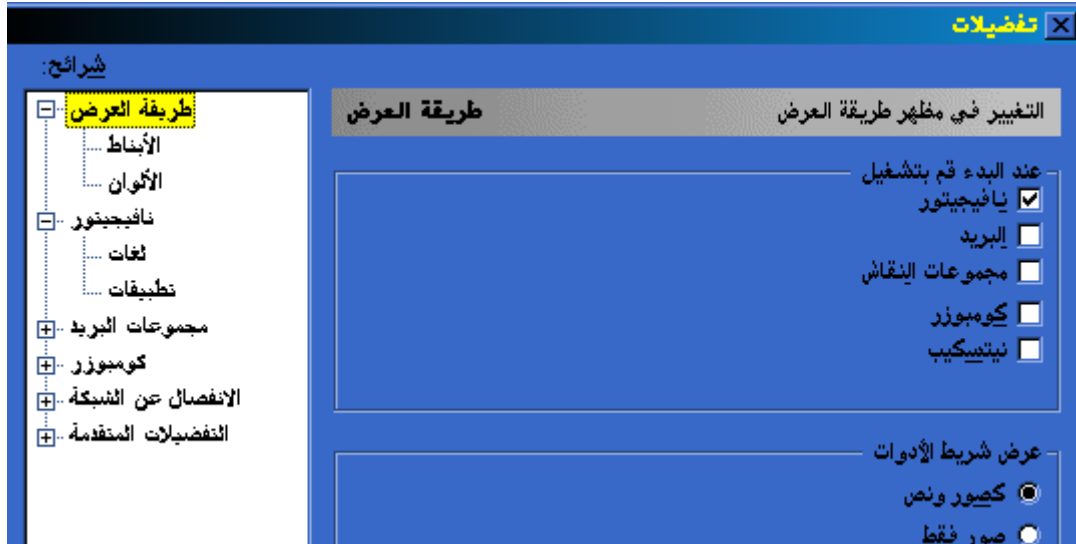 تفضيلات
شرائح:
طريقة العرض
الأبناط
الألوان
نافيجيتور
لغات
تطبيقات
مجموعات البريد
كومبوزر
الانفصال عن الشبكة
التفضيلات المتقدمة
التغيير في مظهر طريقة العرض
طريقة العرض
عند البدء قم بتشغيل
نافيجيتور
البريد
مجموعات النقاش
كومبوزر
نيتسكيب
عرض شريط الأدوات
كصور ونص
صور فقط